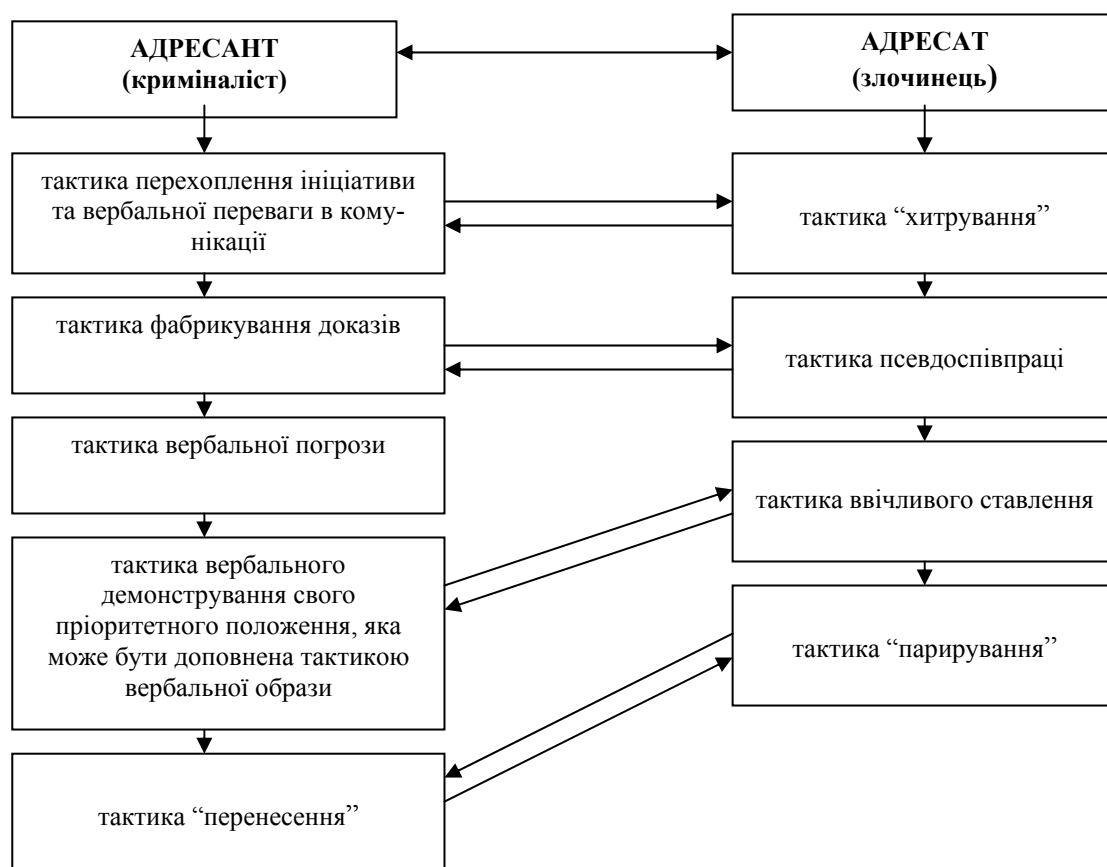 АДРЕСАНТ
(криміналіст)
АДРЕСАТ
(злочинець)
тактика перехоплення ініціативи
та вербальної переваги в кому-
нікації
тактика “хитрування”
тактика фабрикування доказів
тактика псевдоспівпраці
тактика вербальної погрози
тактика ввічливого ставлення
тактика вербального
демонстрування свого
пріоритетного положення, яка
може бути доповнена тактикою
вербальної образи
тактика “парирування”
тактика “перенесення”